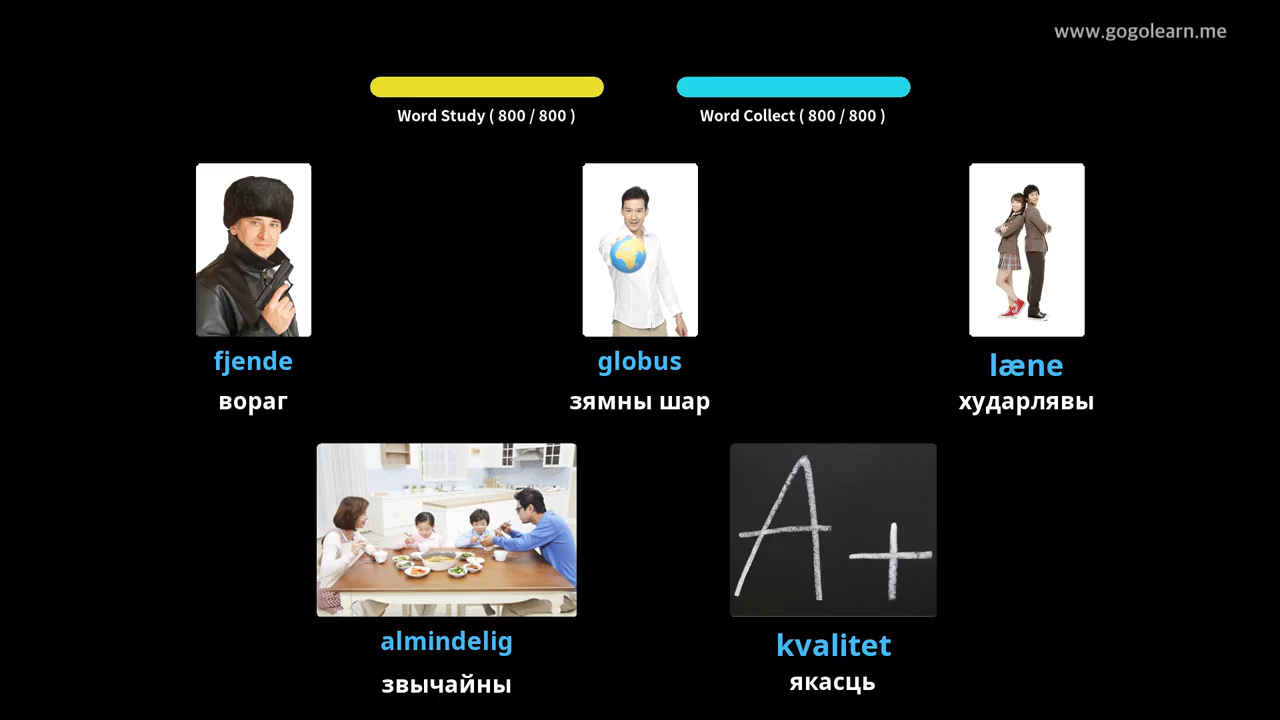 www.gogolearn.me
Word Study ( 800 / 800 )
Word Collect ( 800 / 800 )
fjende
globus
læne
вораг
зямны шар
хударлявы
A+
almindelig
kvalitet
звычайны
якасць